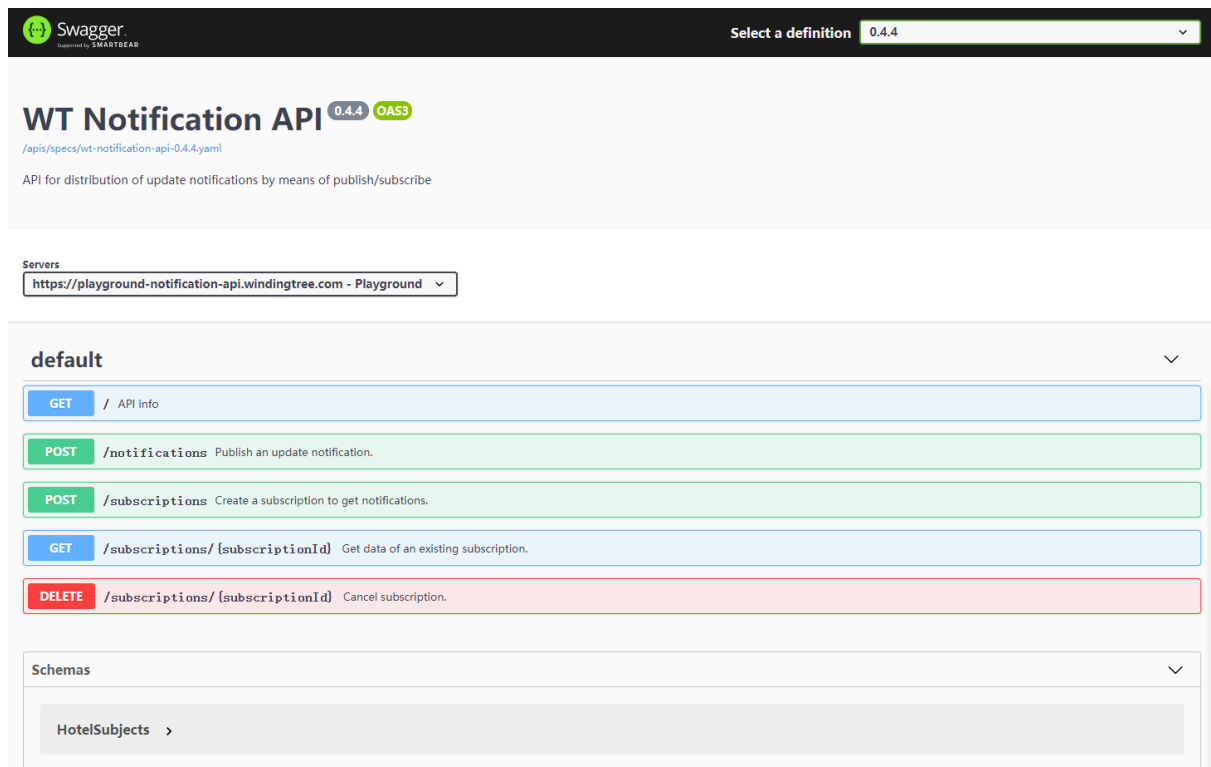 {···} Swagger.
Supported by SMARTBEAR
Select a definition 0.4.4
WT Notification API 0.4.4 OAS3
/apis/specs/wt-notification-api-0.4.4.yaml
API for distribution of update notifications by means of publish/subscribe
Servers
https://playground-notification-api.windingtree.com - Playground
default
GET / API info
POST /notifications Publish an update notification.
POST /subscriptions Create a subscription to get notifications.
GET /subscriptions/{subscriptionId} Get data of an existing subscription.
DELETE /subscriptions/{subscriptionId} Cancel subscription.
Schemas
HotelSubjects